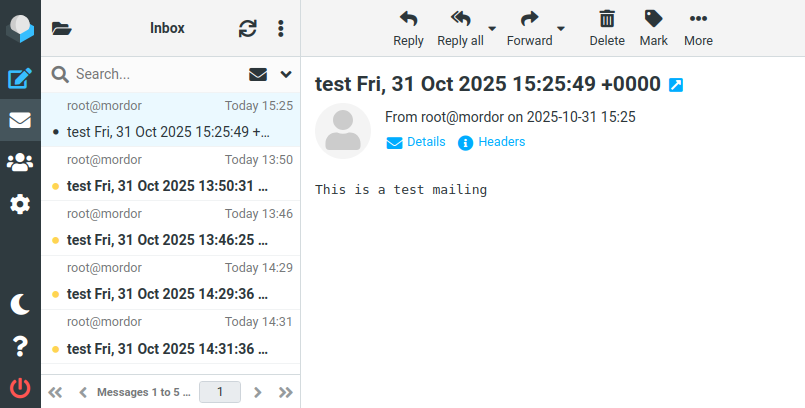 Inbox
Reply
Reply all
Forward
Delete
Mark
More
Search...
root@mordor
Today 15:25
test Fri, 31 Oct 2025 15:25:49 +...
root@mordor
Today 13:50
test Fri, 31 Oct 2025 13:50:31 ...
root@mordor
Today 13:46
test Fri, 31 Oct 2025 13:46:25 ...
root@mordor
Today 14:29
test Fri, 31 Oct 2025 14:29:36 ...
root@mordor
Today 14:31
test Fri, 31 Oct 2025 14:31:36 ...
Messages 1 to 5 ...
1
test Fri, 31 Oct 2025 15:25:49 +0000
From root@mordor on 2025-10-31 15:25
Details
Headers
This is a test mailing